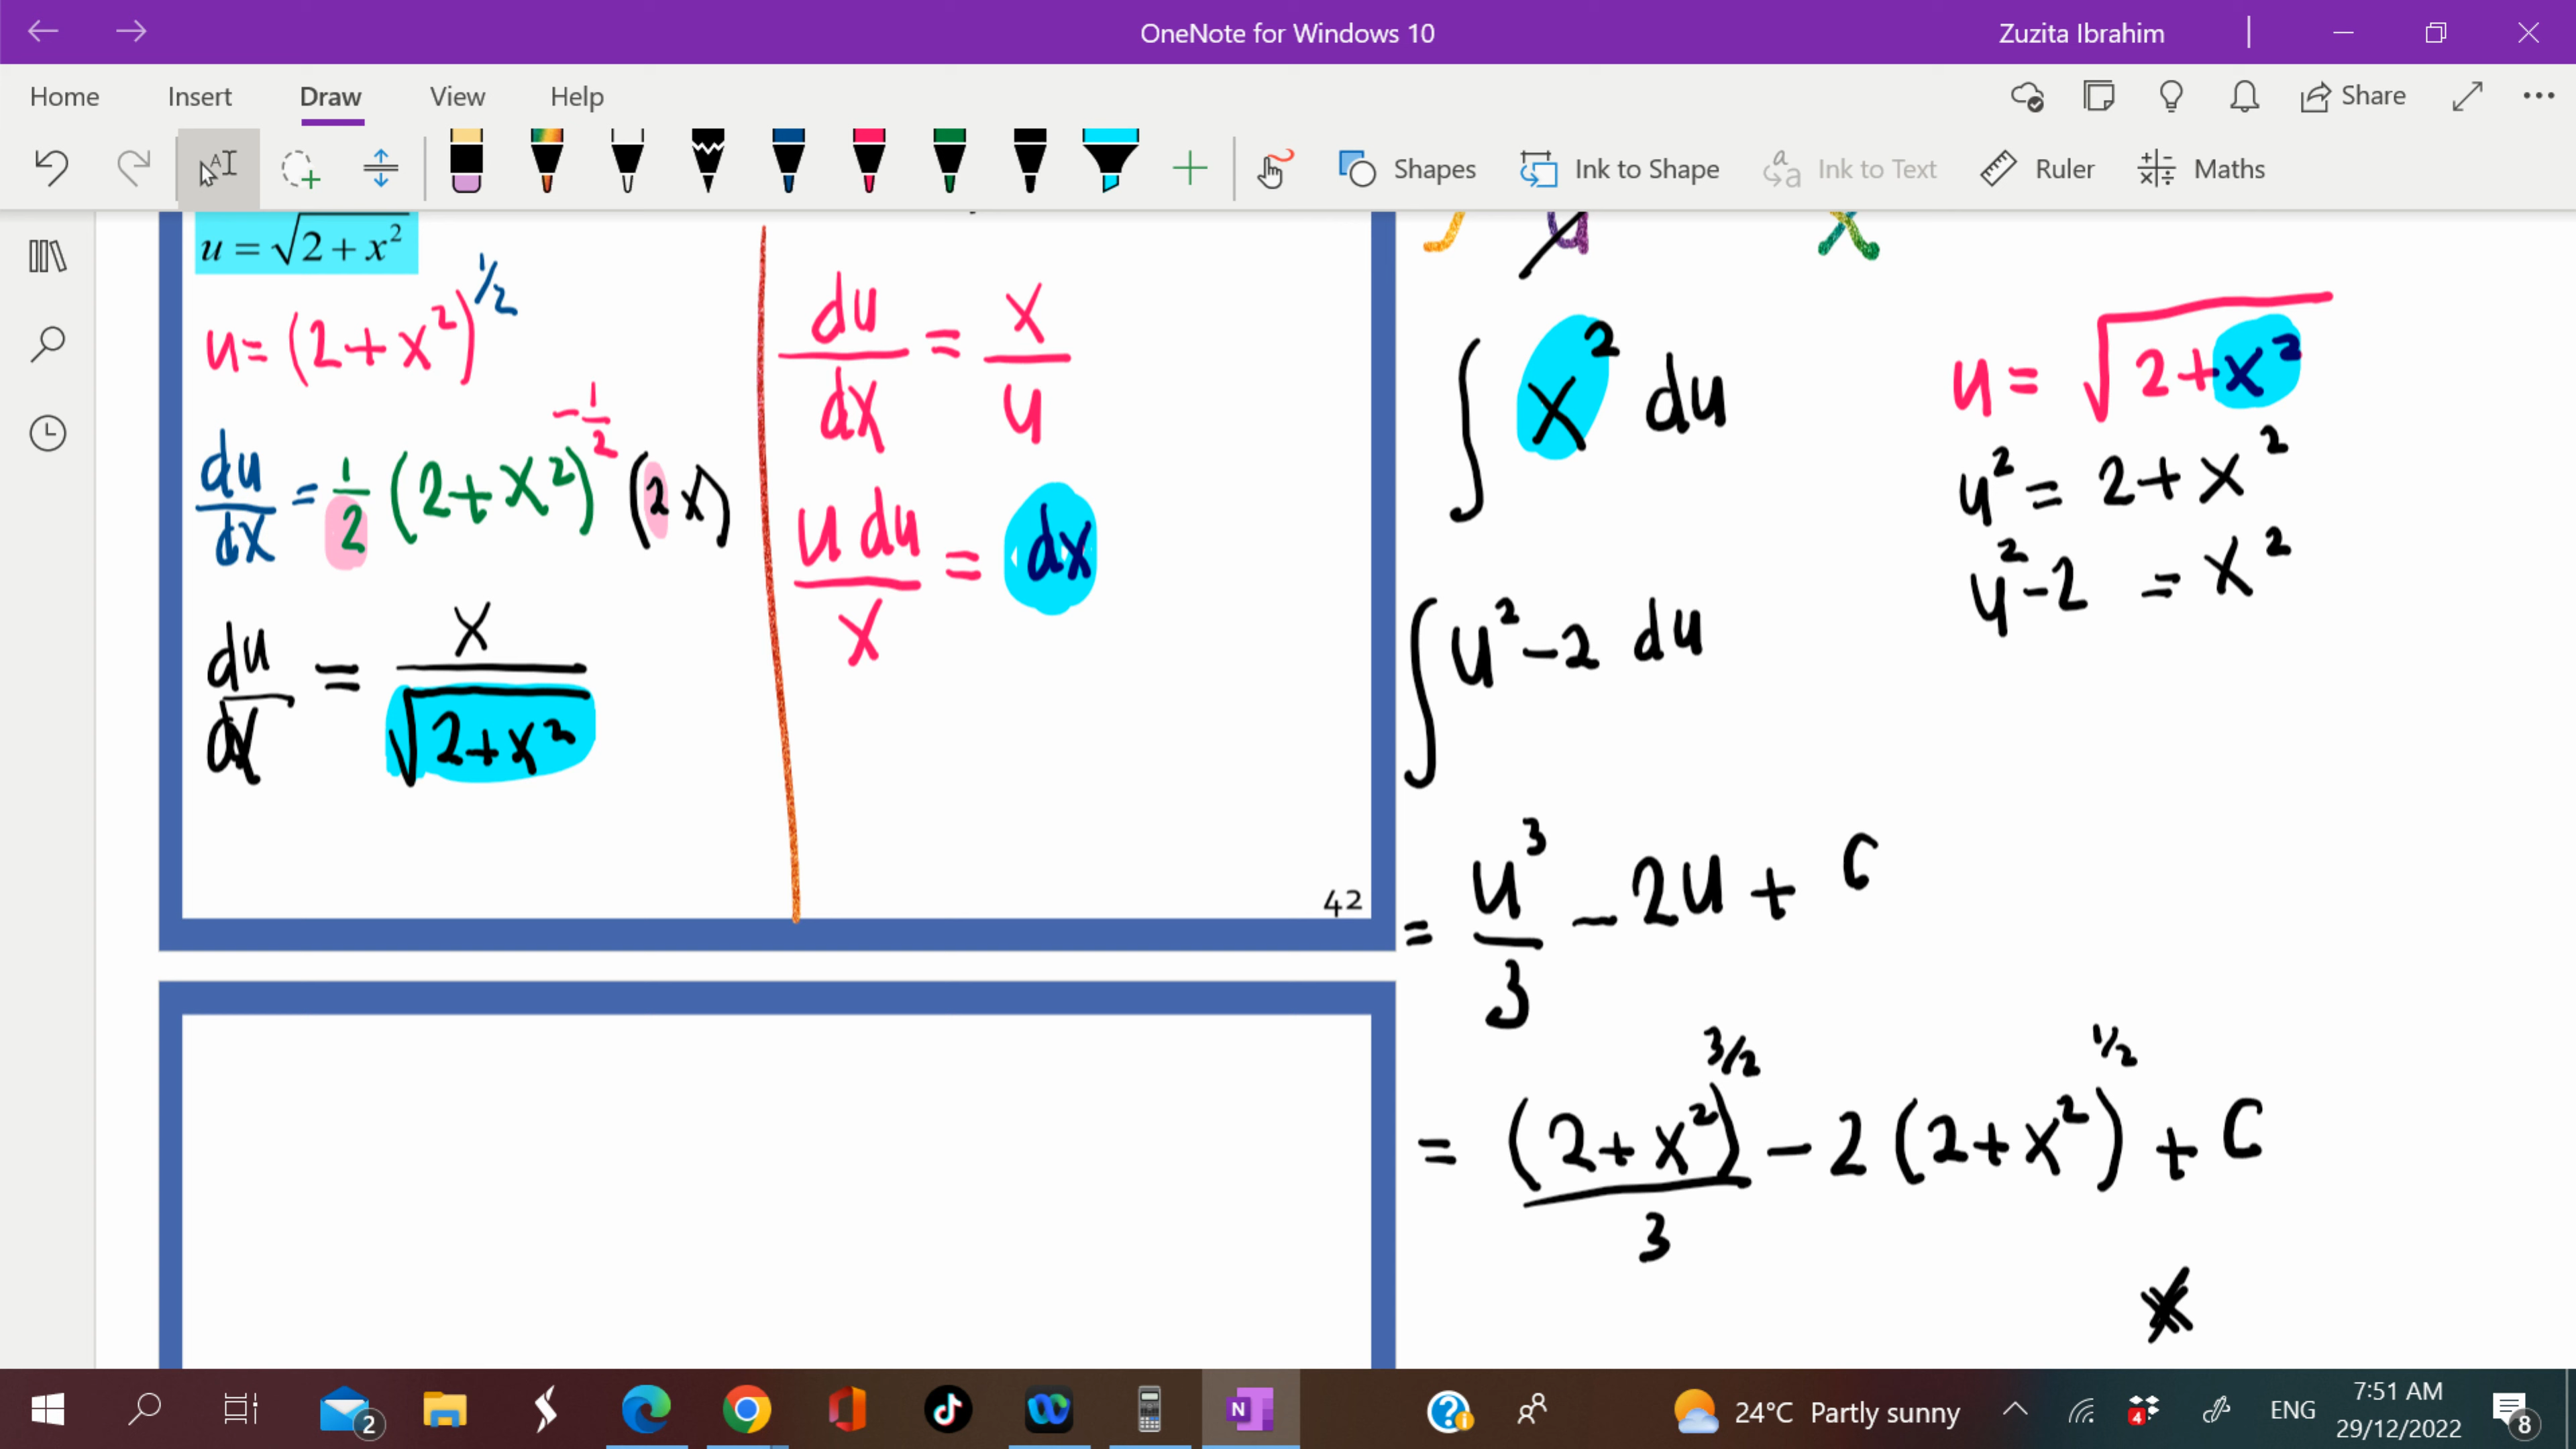 OneNote for Windows 10
Zuzita Ibrahim
Home Insert Draw View Help
Share
Shapes Ink to Shape Ink to Text Ruler Maths
u = √(2 + x²)
u = (2+x²)^1/2
du/dx = 1/2 (2+x²)^-1/2 (2x)
du/dx = x/√(2+x²)
du/dx = x/u
u du/x = dx
42
u x
∫ x² du
∫ u²-2 du
= u³/3 - 2u + c
= (2+x²)^3/2/3 - 2(2+x²)^1/2 + c
u = √(2+x²)
u² = 2+x²
u²-2 = x²
2
24°C Partly sunny
4
ENG
7:51 AM
29/12/2022
8